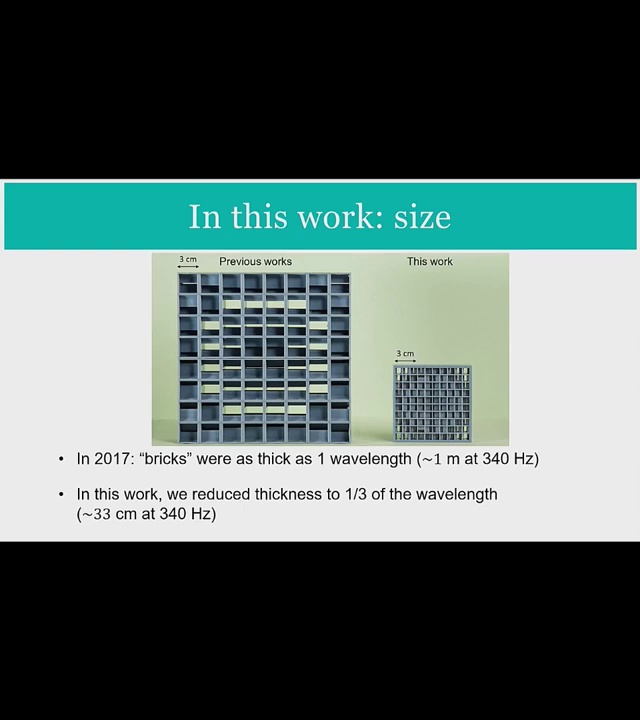 In this work: size
3 cm
Previous works
This work
3 cm
• In 2017: “bricks” were as thick as 1 wavelength (~1 m at 340 Hz)
• In this work, we reduced thickness to 1/3 of the wavelength
(~33 cm at 340 Hz)